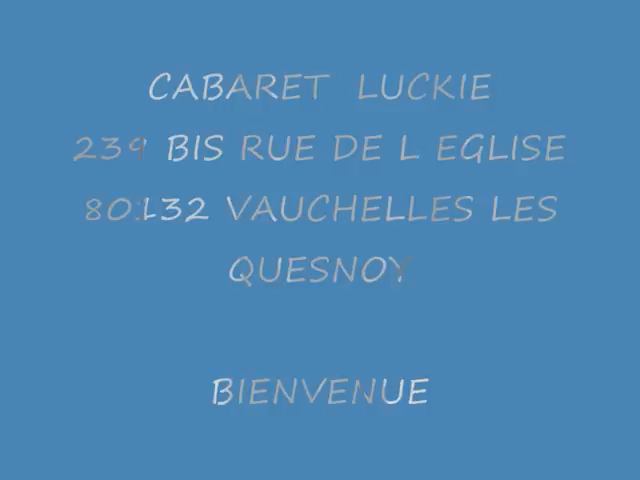 CABARET LUCKIE
239 BIS RUE DE L EGLISE
80132 VAUCHELLES LES
QUESNOY
BIENVENUE